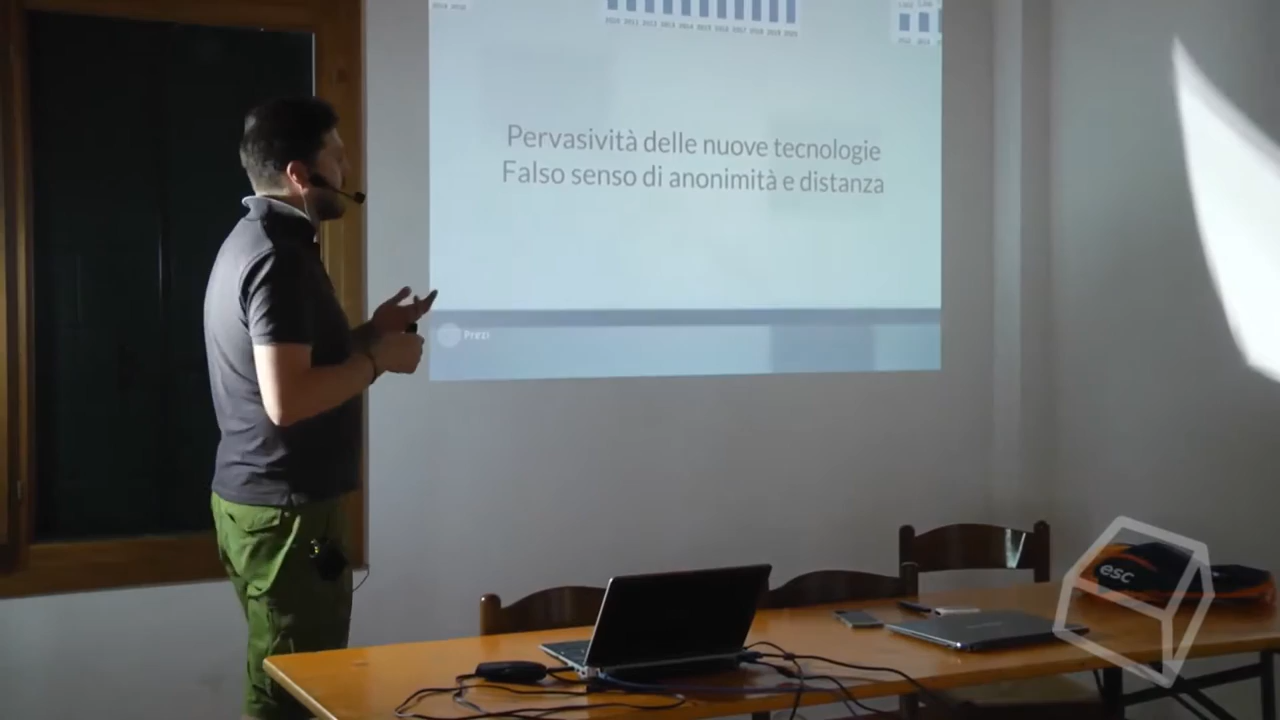 Pervasività delle nuove tecnologie
Falso senso di anonimità e distanza
Prezi
esc